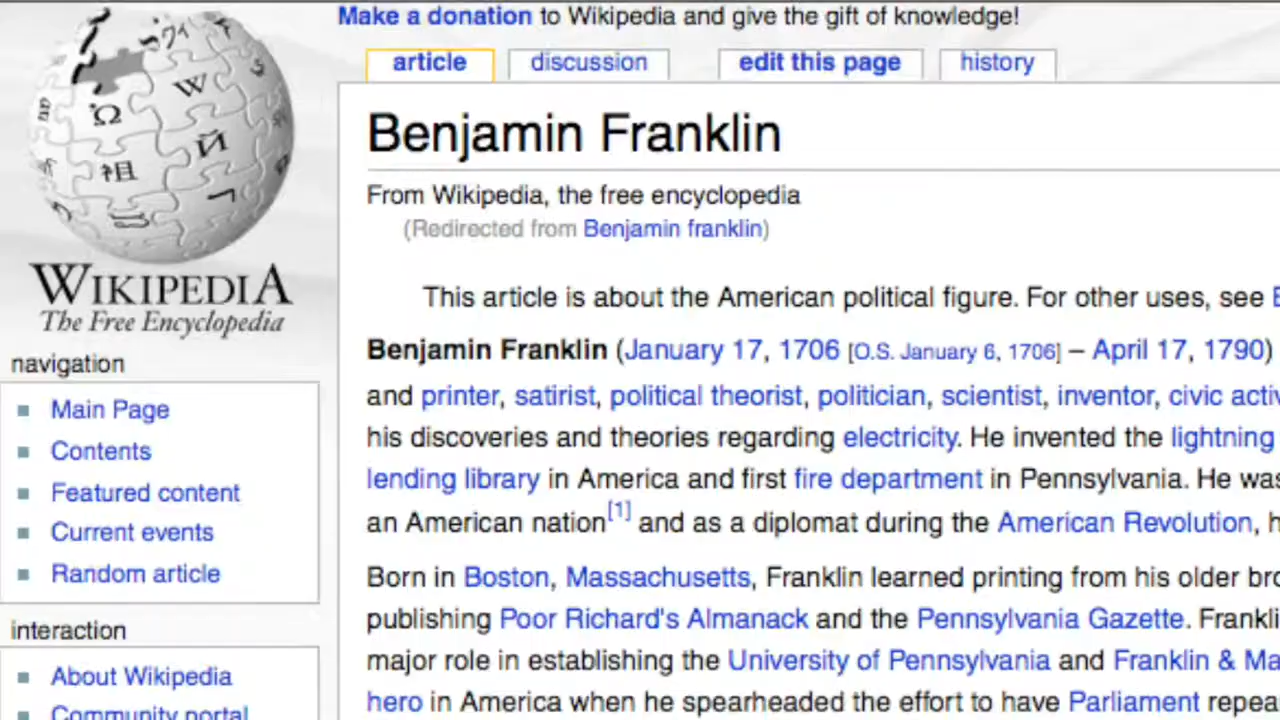 Make a donation to Wikipedia and give the gift of knowledge!
article discussion edit this page history
Benjamin Franklin
From Wikipedia, the free encyclopedia
(Redirected from Benjamin franklin)
This article is about the American political figure. For other uses, see
Benjamin Franklin (January 17, 1706 [O.S. January 6, 1706] – April 17, 1790)
and printer, satirist, political theorist, politician, scientist, inventor, civic
his discoveries and theories regarding electricity. He invented the lightning
lending library in America and first fire department in Pennsylvania. He was
an American nation[1] and as a diplomat during the American Revolution,
Born in Boston, Massachusetts, Franklin learned printing from his older
publishing Poor Richard's Almanack and the Pennsylvania Gazette.
major role in establishing the University of Pennsylvania and Franklin &
hero in America when he spearheaded the effort to have Parliament
WIKIPEDIA
The Free Encyclopedia
navigation
Main Page
Contents
Featured content
Current events
Random article
interaction
About Wikipedia
Community portal